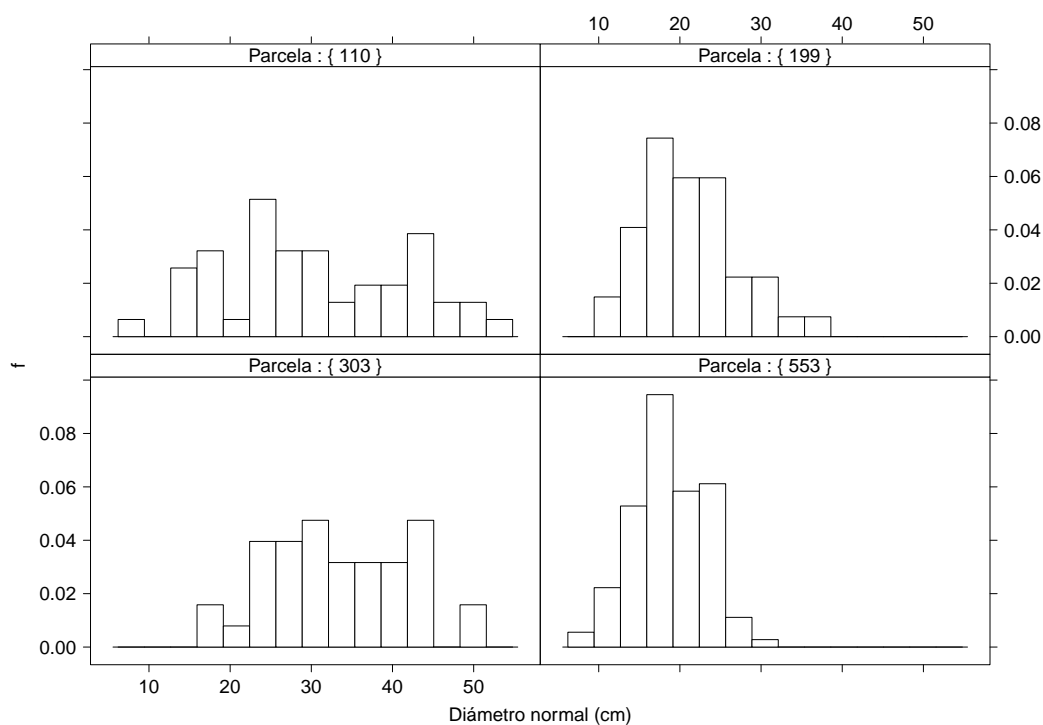 10 20 30 40 50
Parcela : { 110 }
Parcela : { 199 }
0.08
0.06
0.04
0.02
0.00
f
Parcela : { 303 }
Parcela : { 553 }
0.08
0.06
0.04
0.02
0.00
10 20 30 40 50
Diámetro normal (cm)